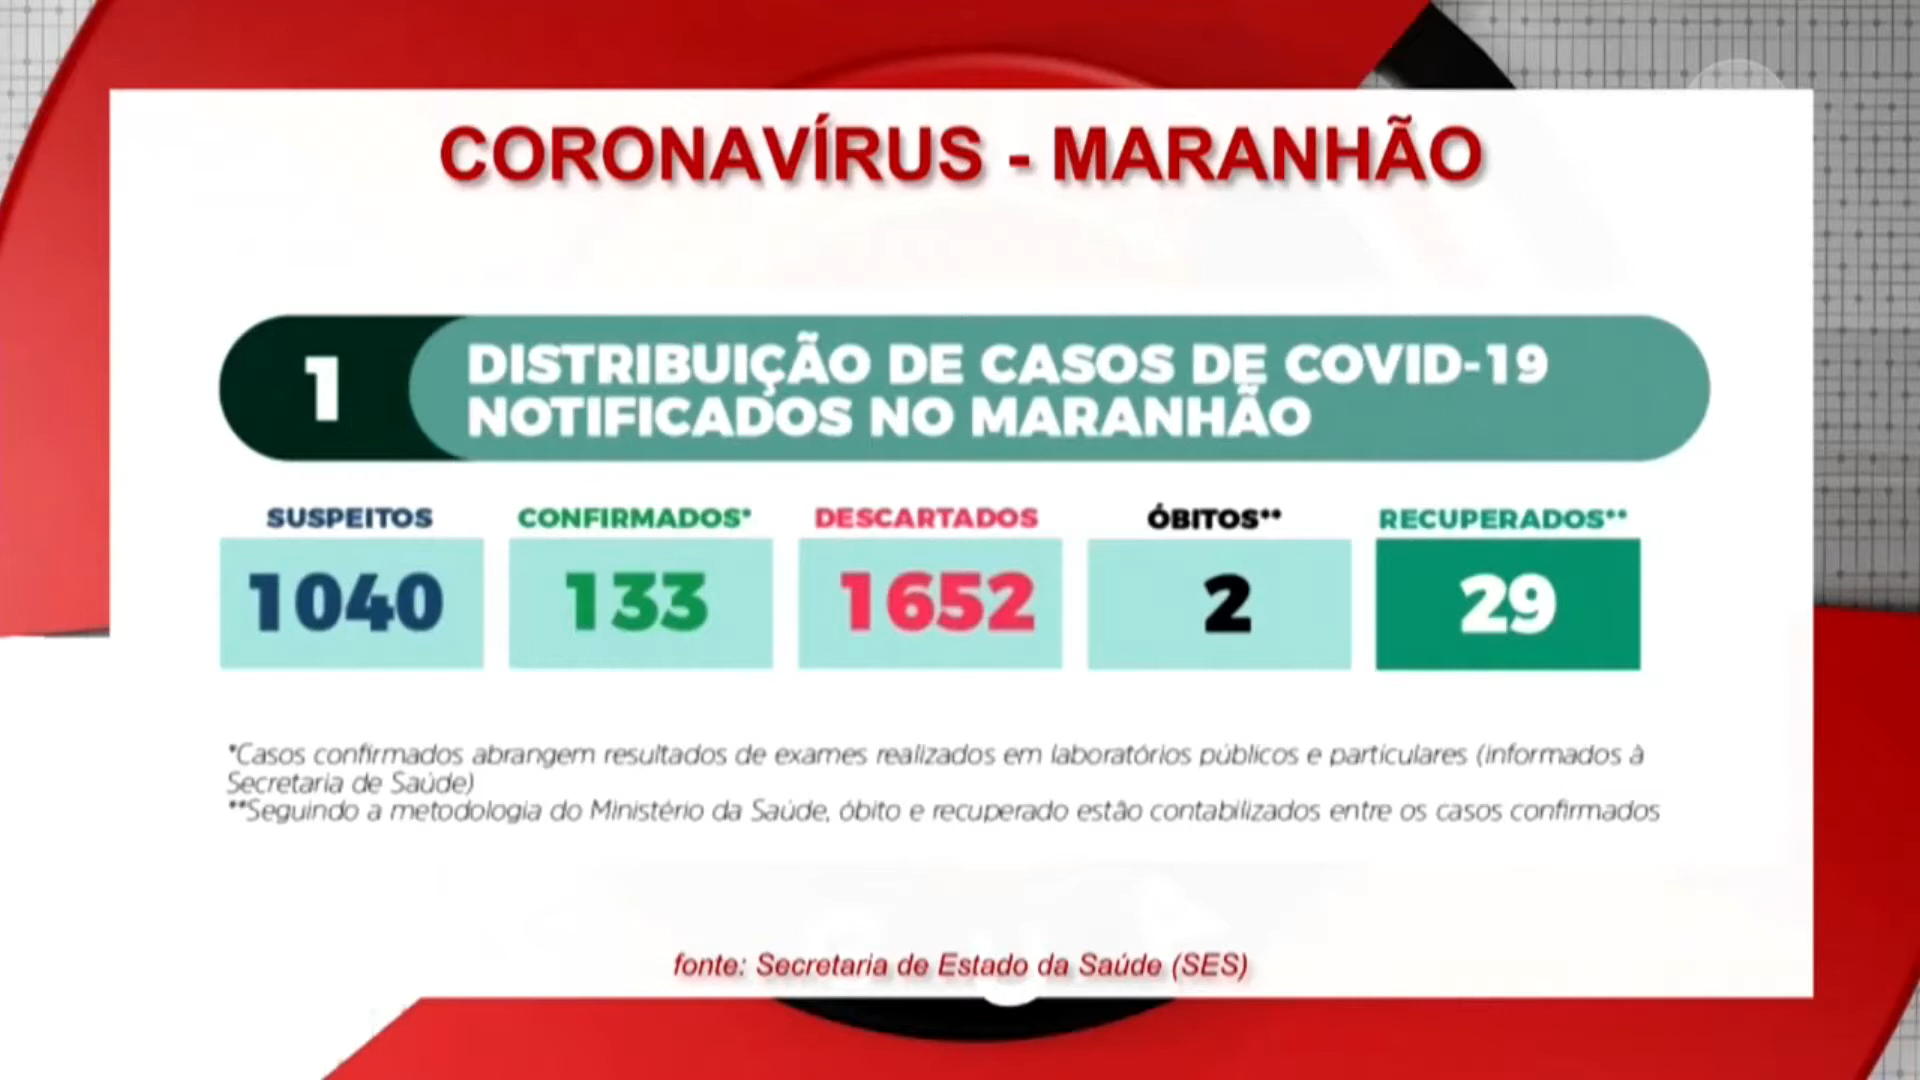 CORONAVÍRUS - MARANHÃO
1
DISTRIBUIÇÃO DE CASOS DE COVID-19
NOTIFICADOS NO MARANHÃO
SUSPEITOS CONFIRMADOS* DESCARTADOS ÓBITOS** RECUPERADOS**
1040 133 1652 2 29
*Casos confirmados abrangem resultados de exames realizados em laboratórios públicos e particulares (informados à
Secretaria de Saúde)
**Seguindo a metodologia do Ministério da Saúde, óbito e recuperado estão contabilizados entre os casos confirmados
fonte: Secretaria de Estado da Saúde (SES)